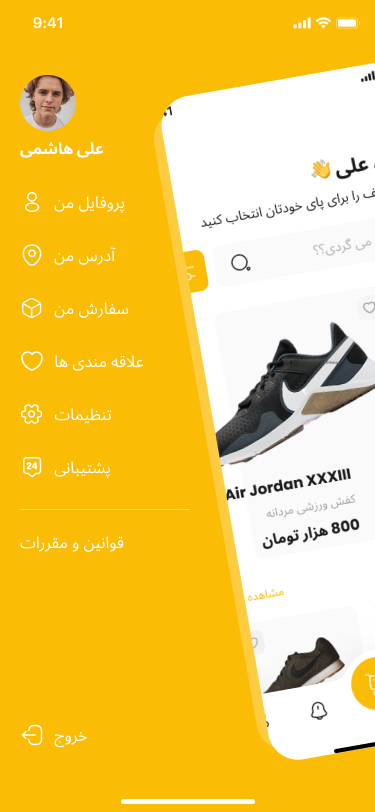 9:41
علی هاشمی
پروفایل من
آدرس من
سفارش من
علاقه مندی ها
تنظیمات
24
پشتیبانی
قوانین و مقررات
خروج
علی 👋
را برای پای خودتان انتخاب کنید
می گردی؟؟
Air Jordan XXXIII
کفش ورزشی مردانه
800 هزار تومان
مشاهده